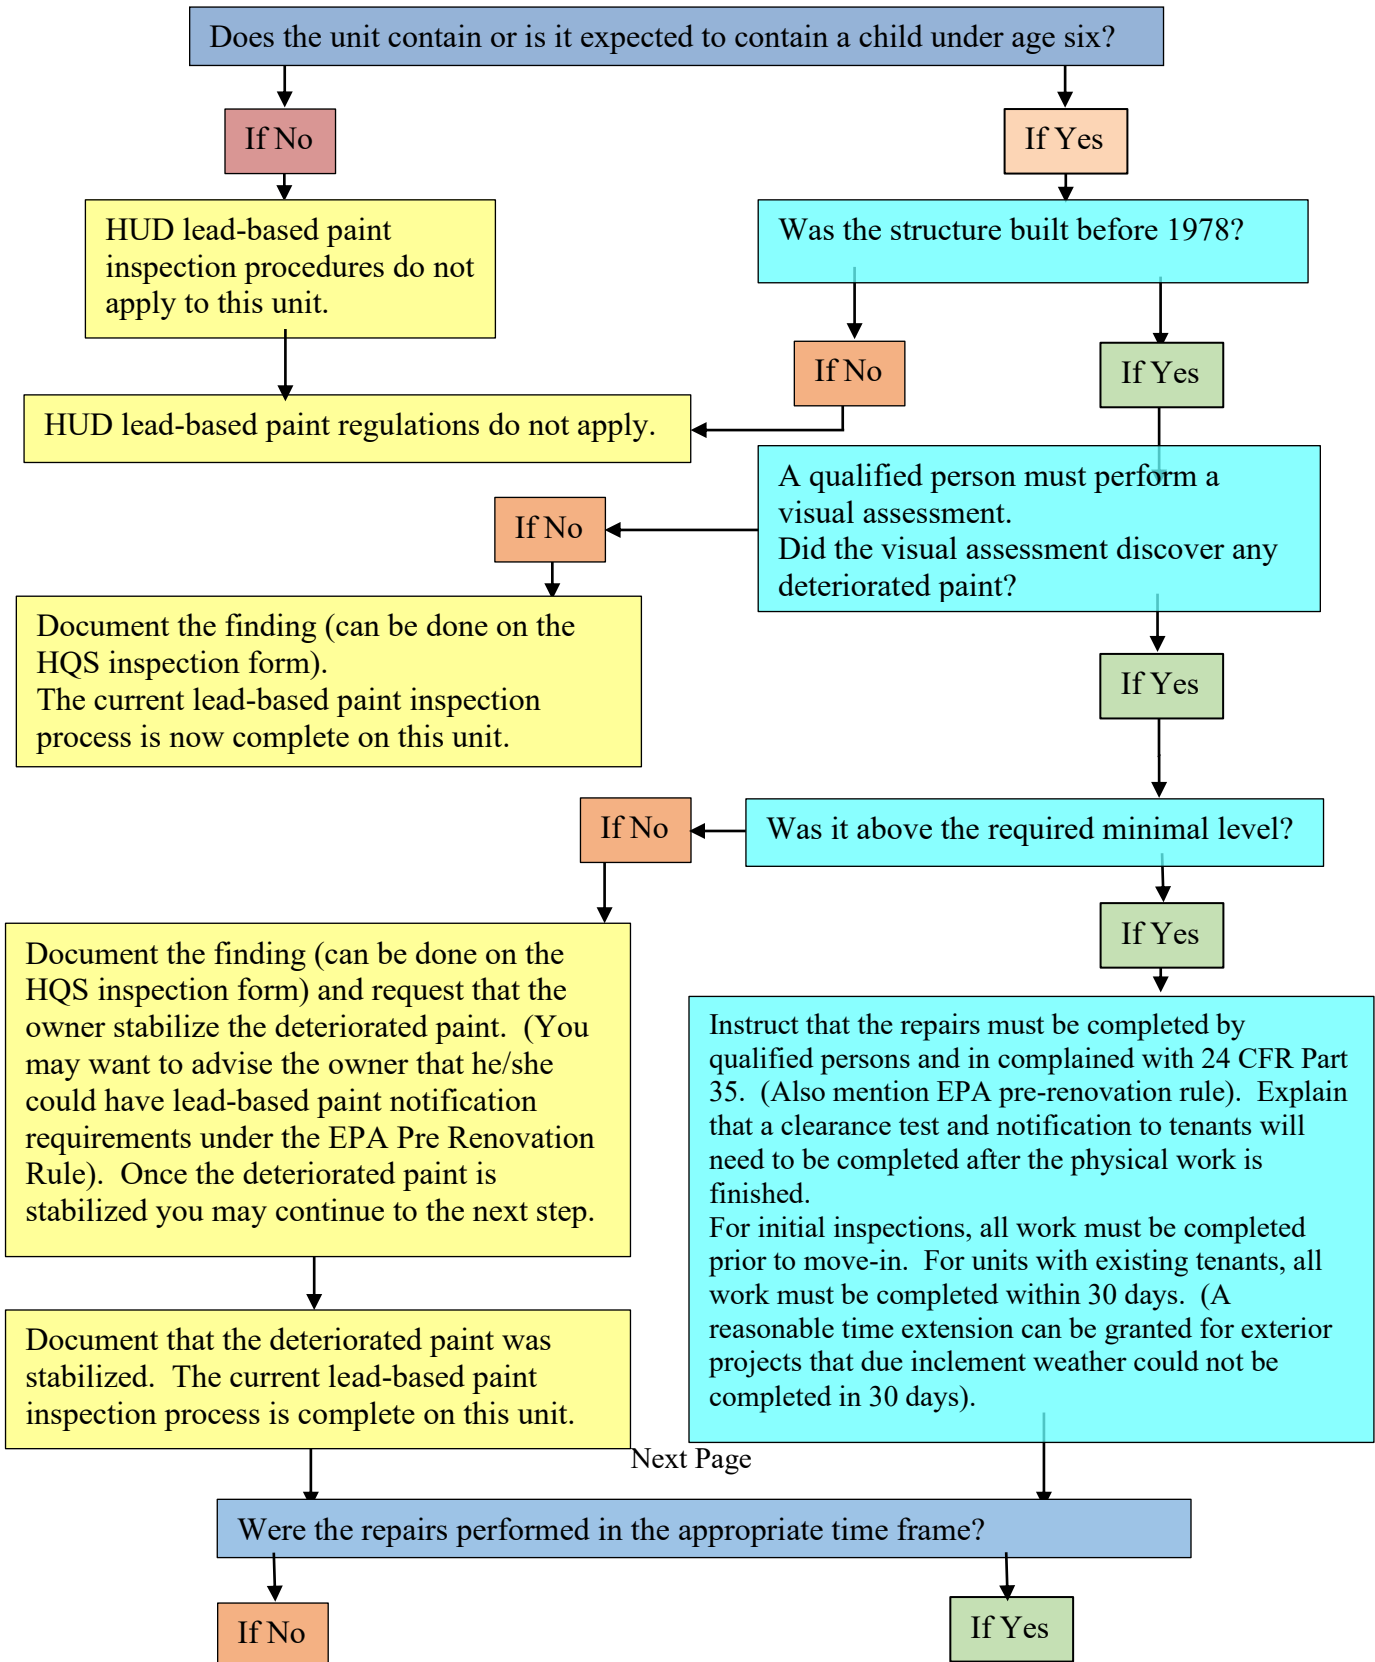 Does the unit contain or is it expected to contain a child under age six?
If No
If Yes
HUD lead-based paint
inspection procedures do not
apply to this unit.
Was the structure built before 1978?
If No
If Yes
HUD lead-based paint regulations do not apply.
A qualified person must perform a
visual assessment.
Did the visual assessment discover any
deteriorated paint?
If No
Document the finding (can be done on the
HQS inspection form).
The current lead-based paint inspection
process is now complete on this unit.
If Yes
Was it above the required minimal level?
If No
If Yes
Document the finding (can be done on the
HQS inspection form) and request that the
owner stabilize the deteriorated paint.  (You
may want to advise the owner that he/she
could have lead-based paint notification
requirements under the EPA Pre Renovation
Rule).  Once the deteriorated paint is
stabilized you may continue to the next step.
Instruct that the repairs must be completed by
qualified persons and in complained with 24 CFR Part
35.  (Also mention EPA pre-renovation rule).  Explain
that a clearance test and notification to tenants will
need to be completed after the physical work is
finished.
For initial inspections, all work must be completed
prior to move-in.  For units with existing tenants, all
work must be completed within 30 days.  (A
reasonable time extension can be granted for exterior
projects that due inclement weather could not be
completed in 30 days).
Document that the deteriorated paint was
stabilized.  The current lead-based paint
inspection process is complete on this unit.
Next Page
Were the repairs performed in the appropriate time frame?
If No
If Yes